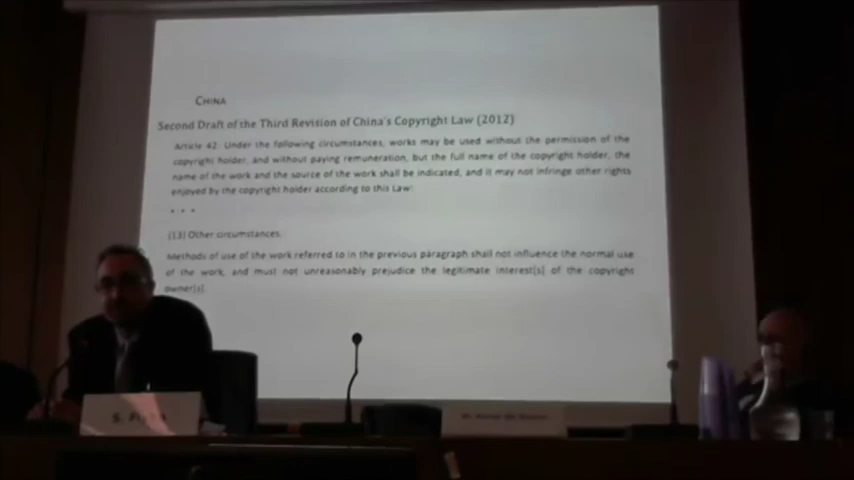 CHINA
Second Draft of the Third Revision of China's Copyright Law (2012)
Article 42: Under the following circumstances, works may be used without the permission of the
copyright holder, and without paying remuneration, but the full name of the copyright holder, the
name of the work and the source of the work shall be indicated, and it may not infringe other rights
enjoyed by the copyright holder according to this Law:
* * *
(13) Other circumstances.
Methods of use of the work referred to in the previous paragraph shall not influence the normal use
of the work, and must not unreasonably prejudice the legitimate interest[s] of the copyright
owner[s].
S.